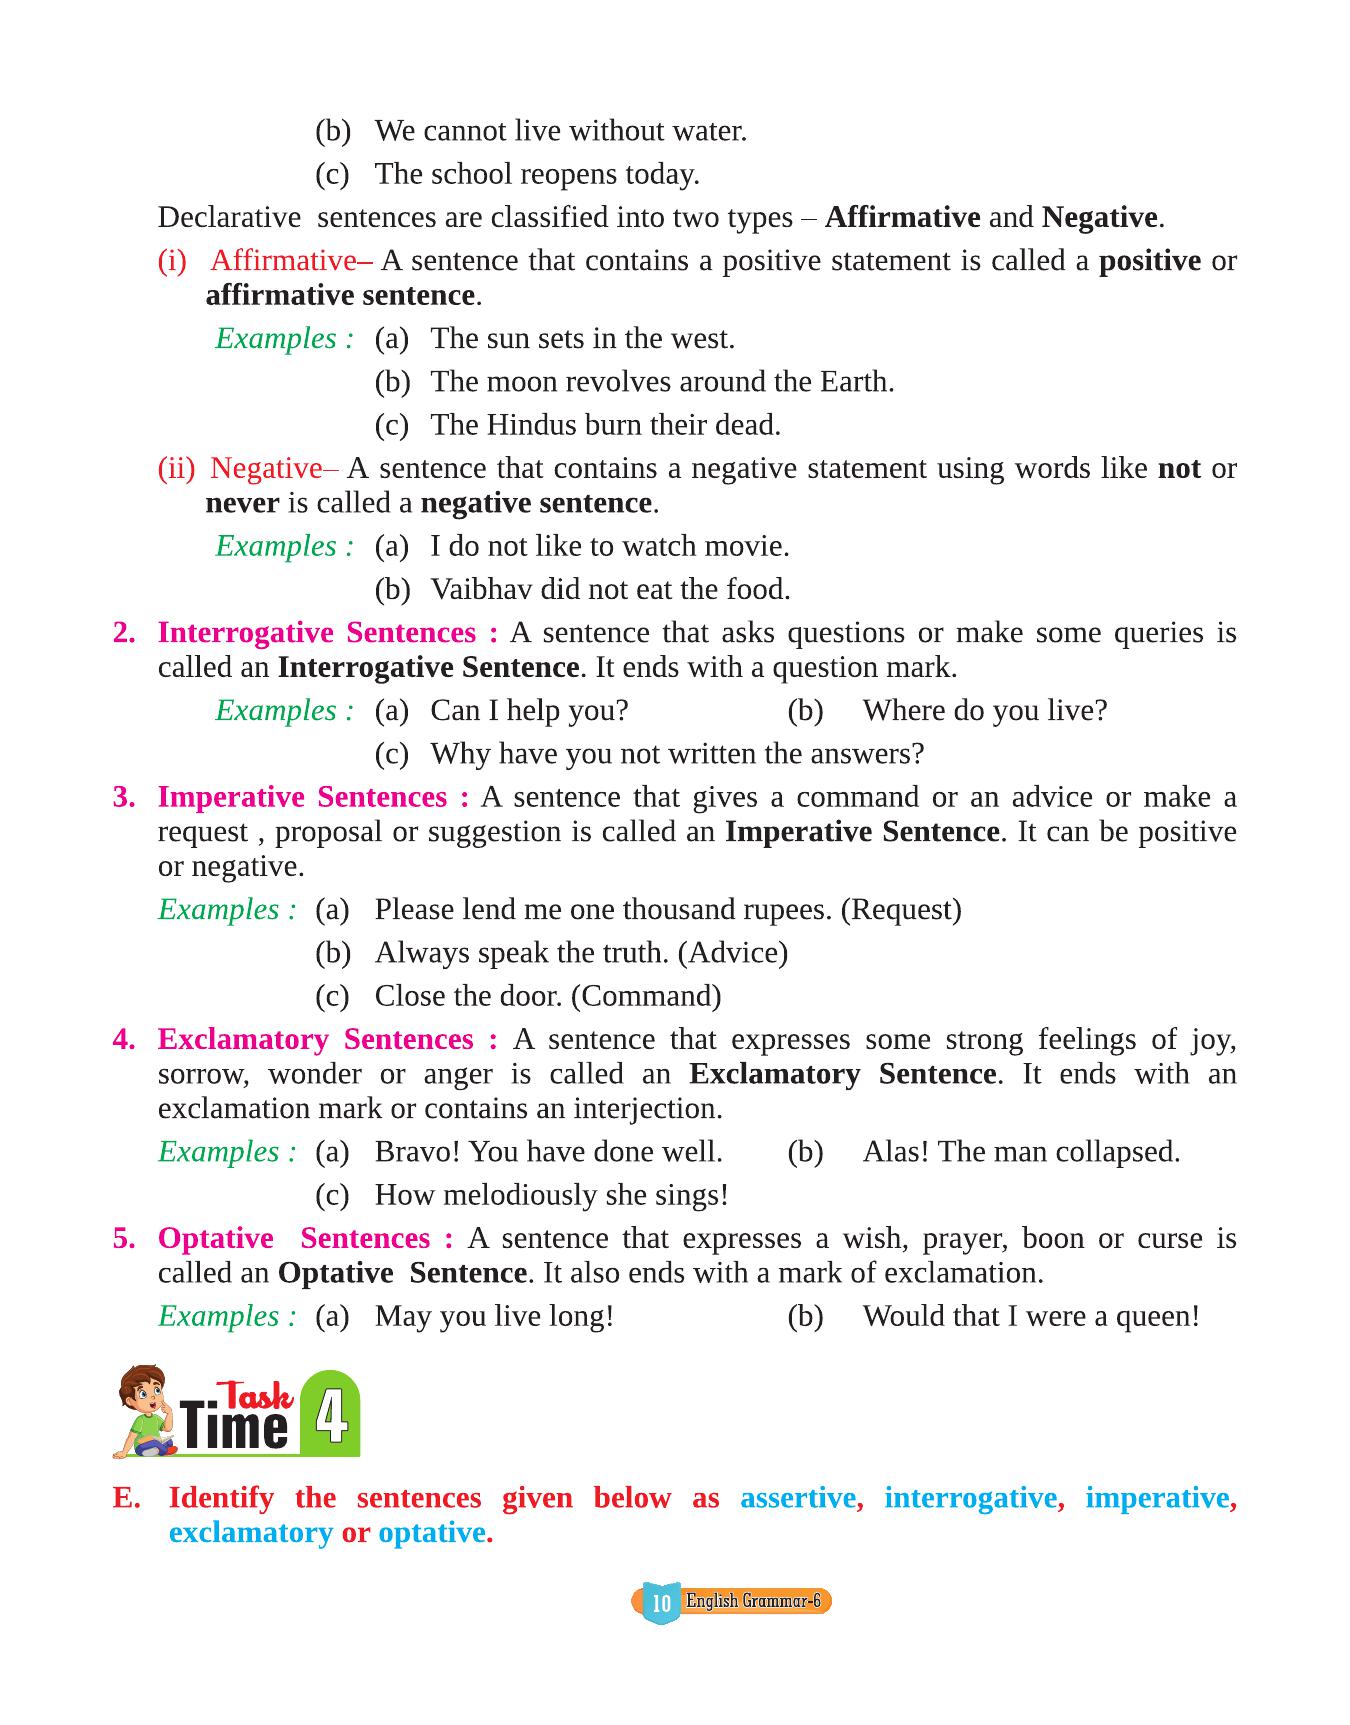 (b) We cannot live without water.
(c) The school reopens today.
Declarative sentences are classified into two types – Affirmative and Negative.
(i) Affirmative– A sentence that contains a positive statement is called a positive or
affirmative sentence.
Examples : (a) The sun sets in the west.
(b) The moon revolves around the Earth.
(c) The Hindus burn their dead.
(ii) Negative– A sentence that contains a negative statement using words like not or
never is called a negative sentence.
Examples : (a) I do not like to watch movie.
(b) Vaibhav did not eat the food.
2. Interrogative Sentences : A sentence that asks questions or make some queries is
called an Interrogative Sentence. It ends with a question mark.
Examples : (a) Can I help you? (b) Where do you live?
(c) Why have you not written the answers?
3. Imperative Sentences : A sentence that gives a command or an advice or make a
request , proposal or suggestion is called an Imperative Sentence. It can be positive
or negative.
Examples : (a) Please lend me one thousand rupees. (Request)
(b) Always speak the truth. (Advice)
(c) Close the door. (Command)
4. Exclamatory Sentences : A sentence that expresses some strong feelings of joy,
sorrow, wonder or anger is called an Exclamatory Sentence. It ends with an
exclamation mark or contains an interjection.
Examples : (a) Bravo! You have done well. (b) Alas! The man collapsed.
(c) How melodiously she sings!
5. Optative Sentences : A sentence that expresses a wish, prayer, boon or curse is
called an Optative Sentence. It also ends with a mark of exclamation.
Examples : (a) May you live long! (b) Would that I were a queen!
Task
Time 4
E. Identify the sentences given below as assertive, interrogative, imperative,
exclamatory or optative.
10 English Grammar-6